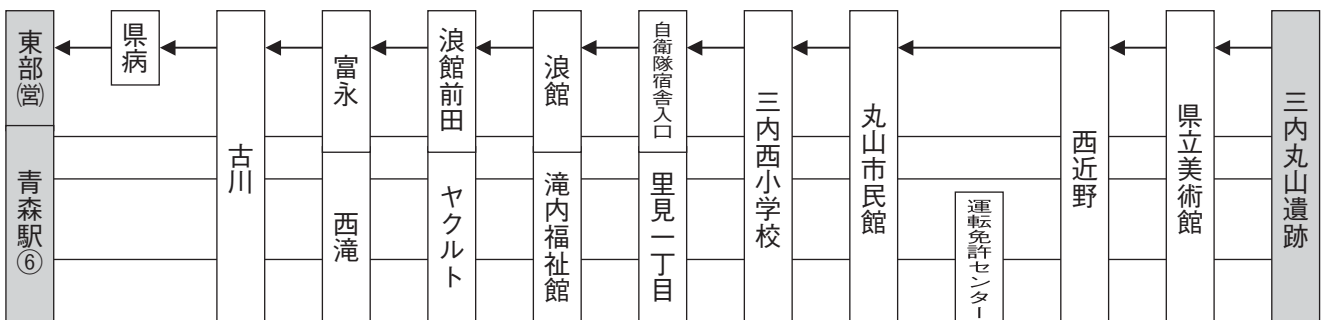 東部(営)
青森駅⑥
県病
古川
富永
西滝
浪館前田
ヤクルト
浪館
滝内福祉館
自衛隊宿舎入口
里見一丁目
三内西小学校
丸山市民館
運転免許センター
西近野
県立美術館
三内丸山遺跡